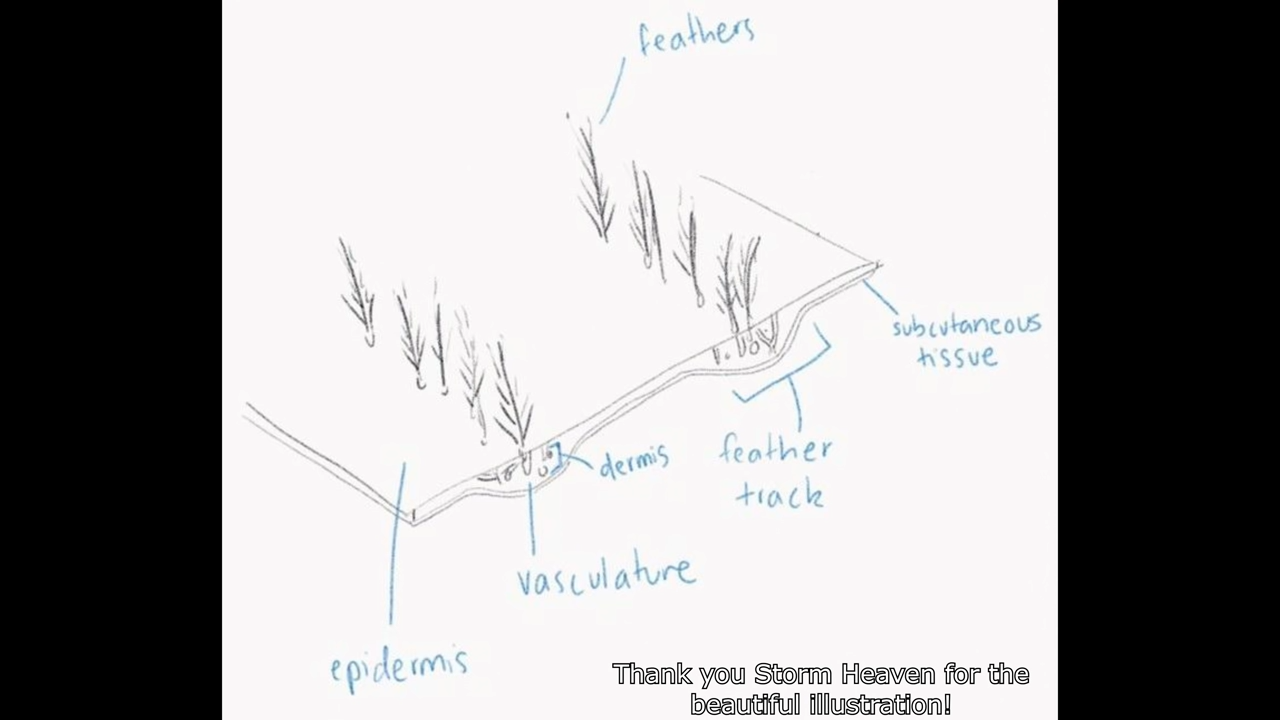 feathers
subcutaneous
tissue
feather
track
dermis
vasculature
epidermis
Thank you Storm Heaven for the
beautiful illustration!